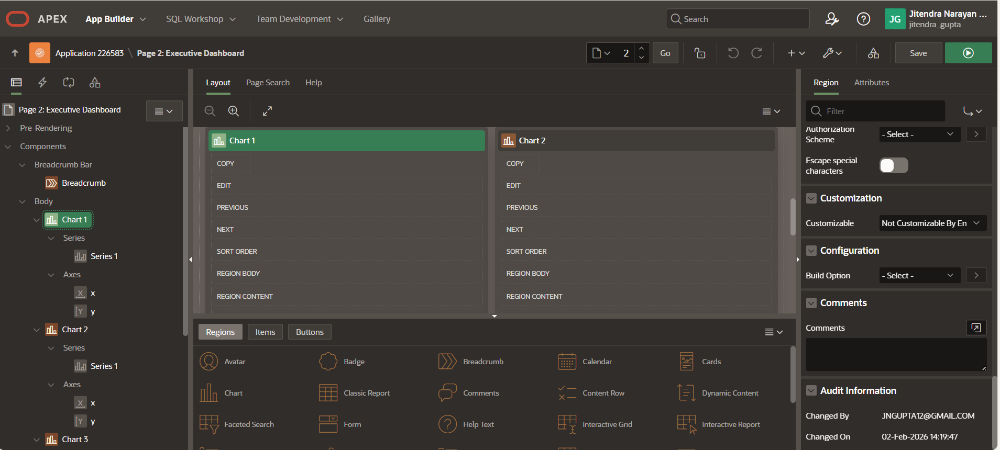 APEX App Builder SQL Workshop Team Development Gallery Search Jitendra Narayan ...
JG jitendra_gupta
Application 226583 \ Page 2: Executive Dashboard 2 Go Save
Layout Page Search Help
Region Attributes
Page 2: Executive Dashboard
Filter
Pre-Rendering
Components
Breadcrumb Bar
Breadcrumb
Body
Chart 1
Series
Series 1
Axes
x
y
Chart 2
Series
Series 1
Axes
x
y
Chart 3
Chart 1
COPY
EDIT
PREVIOUS
NEXT
SORT ORDER
REGION BODY
REGION CONTENT
Chart 2
COPY
EDIT
PREVIOUS
NEXT
SORT ORDER
REGION BODY
REGION CONTENT
Regions Items Buttons
Avatar Badge Breadcrumb Calendar Cards
Chart Classic Report Comments Content Row Dynamic Content
Faceted Search Form Help Text Interactive Grid Interactive Report
Authorization
Scheme - Select -
Escape special
characters
Customization
Customizable Not Customizable By En
Configuration
Build Option - Select -
Comments
Comments
Audit Information
Changed By JNGUPTA12@GMAIL.COM
Changed On 02-Feb-2026 14:19:47